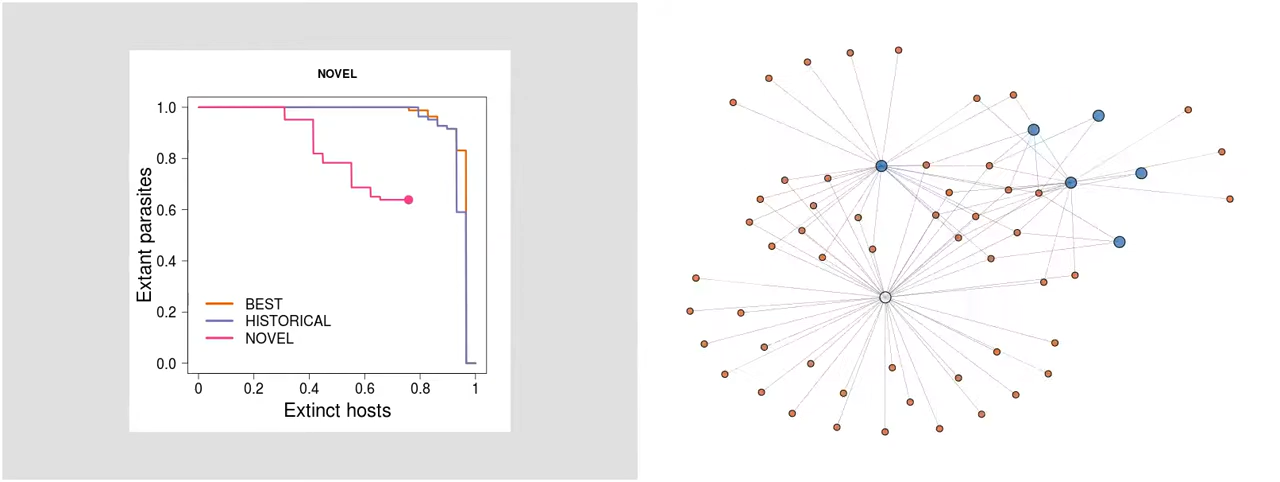 NOVEL
1.0
0.8
0.6
0.4
0.2
0.0
Extant parasites
BEST
HISTORICAL
NOVEL
0 0.2 0.4 0.6 0.8 1
Extinct hosts